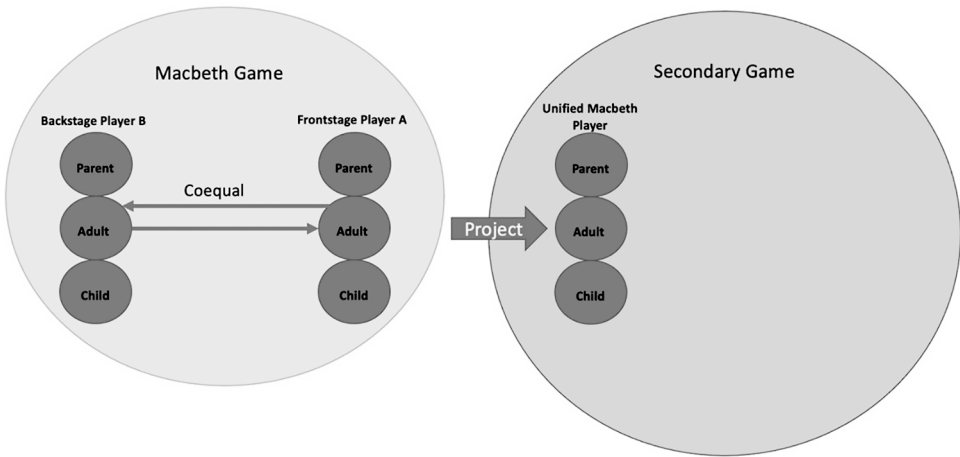 Macbeth Game
Backstage Player B
Frontstage Player A
Parent
Parent
Coequal
Adult
Adult
Child
Child
Project
Secondary Game
Unified Macbeth
Player
Parent
Adult
Child